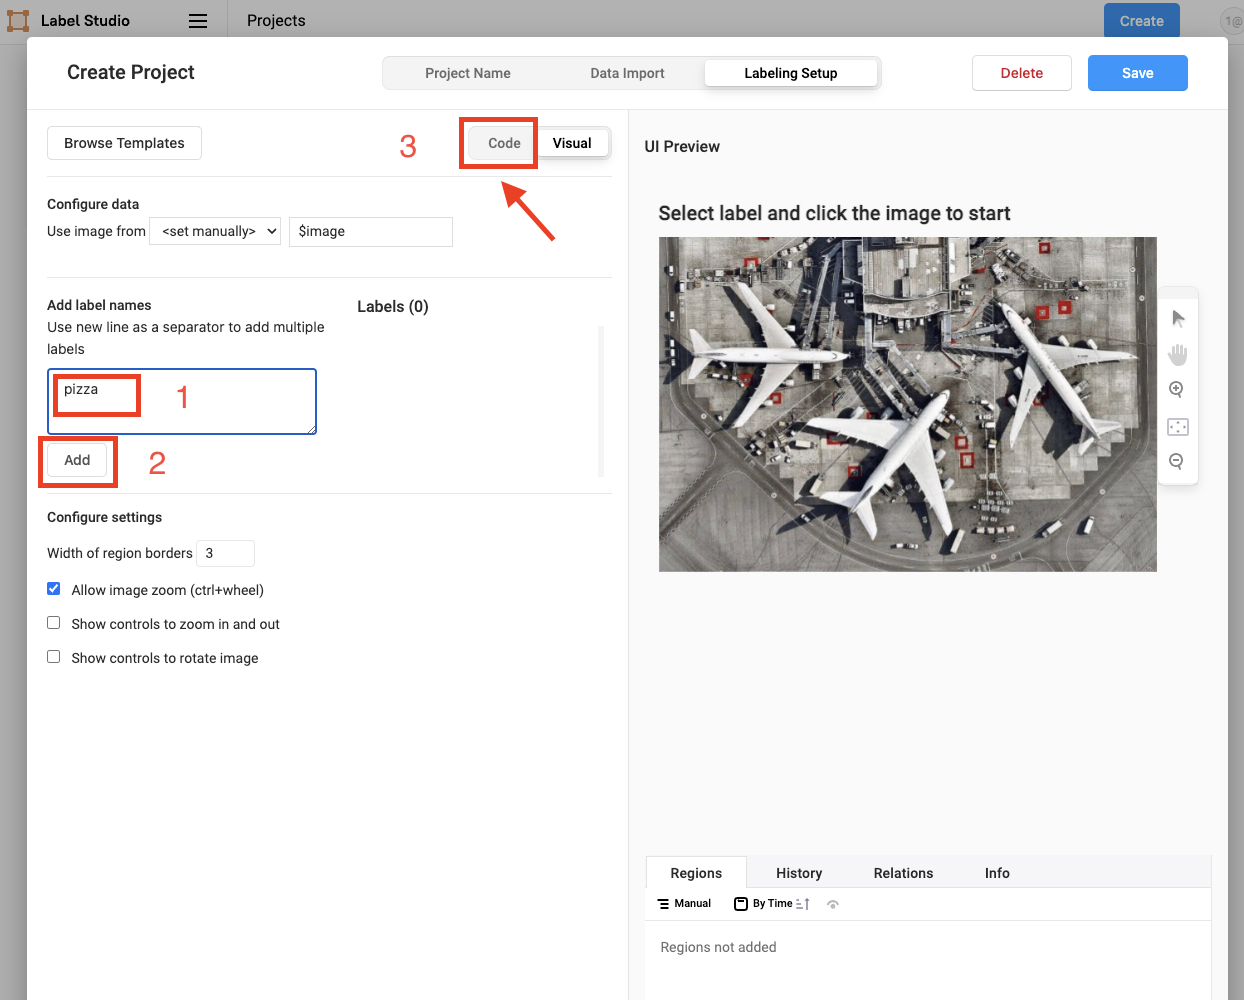 Label Studio
Projects
Create
1@
Create Project
Project Name
Data Import
Labeling Setup
Delete
Save
Browse Templates
3
Code
Visual
UI Preview
Configure data
Use image from
<set manually>
$image
Select label and click the image to start
Add label names
Labels (0)
Use new line as a separator to add multiple
labels
pizza
1
Add
2
Configure settings
Width of region borders
3
Allow image zoom (ctrl+wheel)
Show controls to zoom in and out
Show controls to rotate image
Regions
History
Relations
Info
Manual
By Time
Regions not added